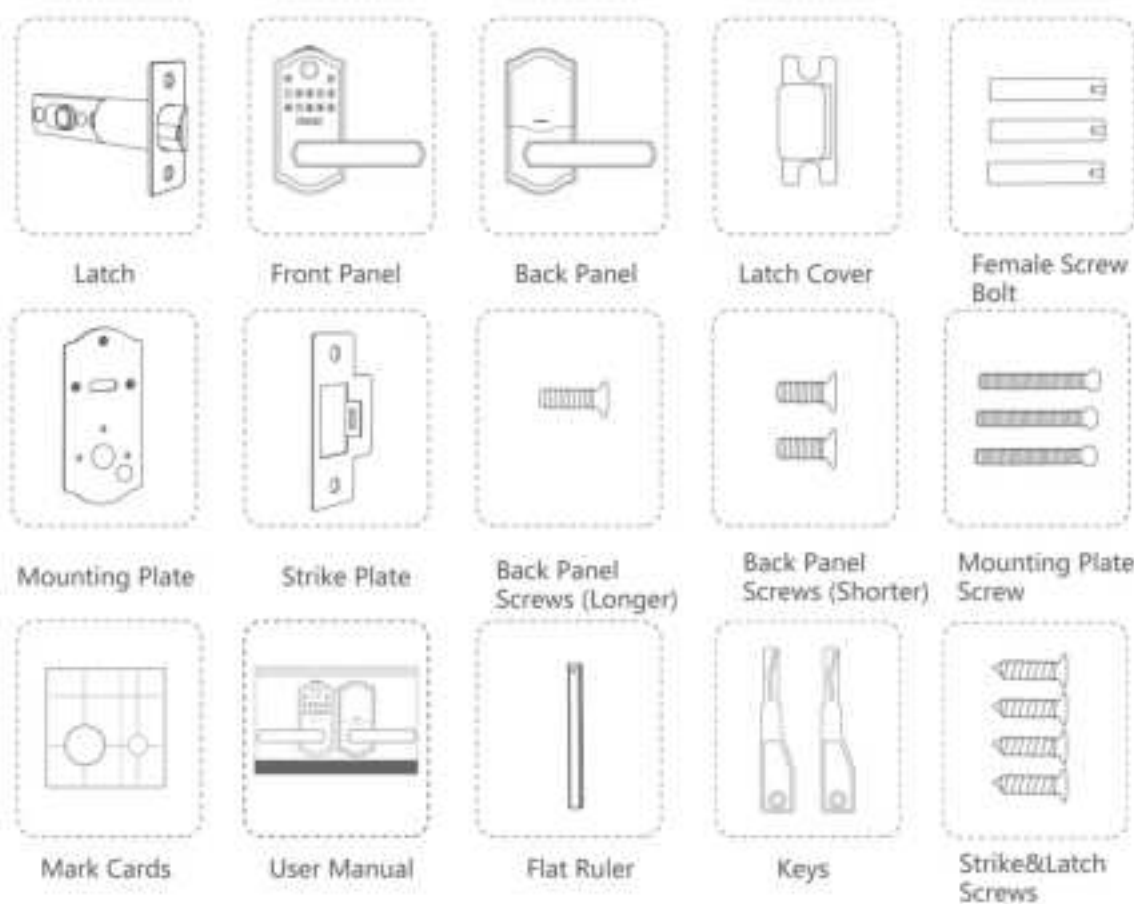 Latch
Front Panel
Back Panel
Latch Cover
Female Screw
Bolt
Mounting Plate
Strike Plate
Back Panel
Screws (Longer)
Back Panel
Screws (Shorter)
Mounting Plate
Screw
Mark Cards
User Manual
Flat Ruler
Keys
Strike&Latch
Screws